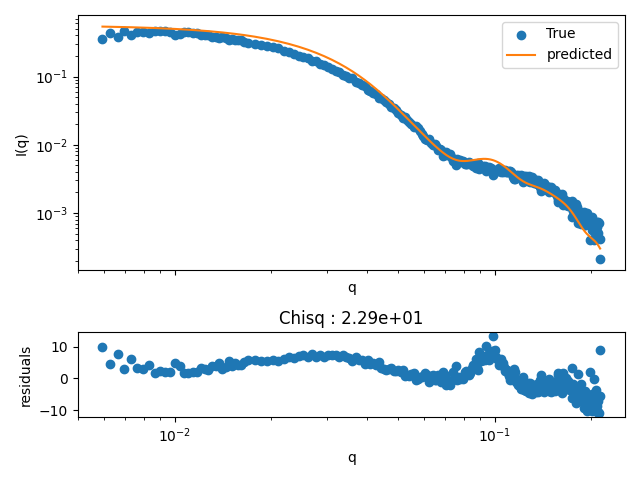 True
predicted
10⁻¹
10⁻²
10⁻³
I(q)
q
Chisq : 2.29e+01
10
0
−10
residuals
10⁻²
10⁻¹
q